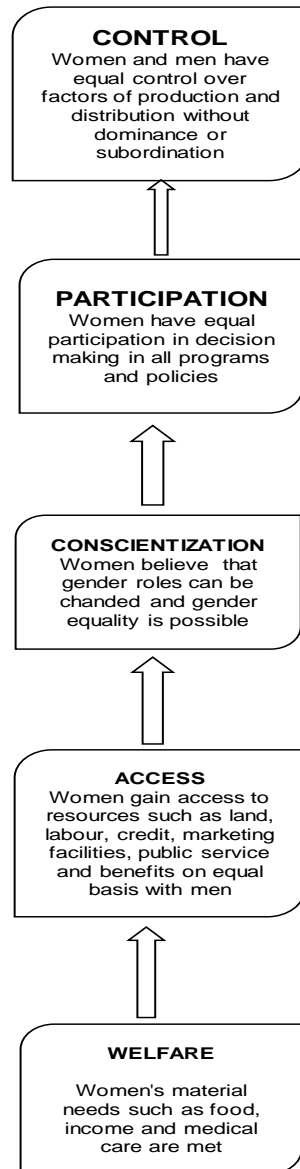 CONTROL
Women and men have
equal control over
factors of production and
distribution without
dominance or
subordination
PARTICIPATION
Women have equal
participation in decision
making in all programs
and policies
CONSCIENTIZATION
Women believe that
gender roles can be
chanded and gender
equality is possible
ACCESS
Women gain access to
resources such as land,
labour, credit, marketing
facilities, public service
and benefits on equal
basis with men
WELFARE
Women's material
needs such as food,
income and medical
care are met